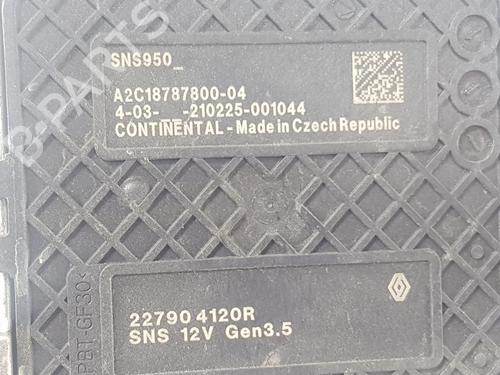 SNS950_
A2C18787800-04
4-03-_-210225-001044
CONTINENTAL - Made in Czech Republic
22790 4120R
SNS 12V Gen3.5
PBT-GF30<
B-PARTS